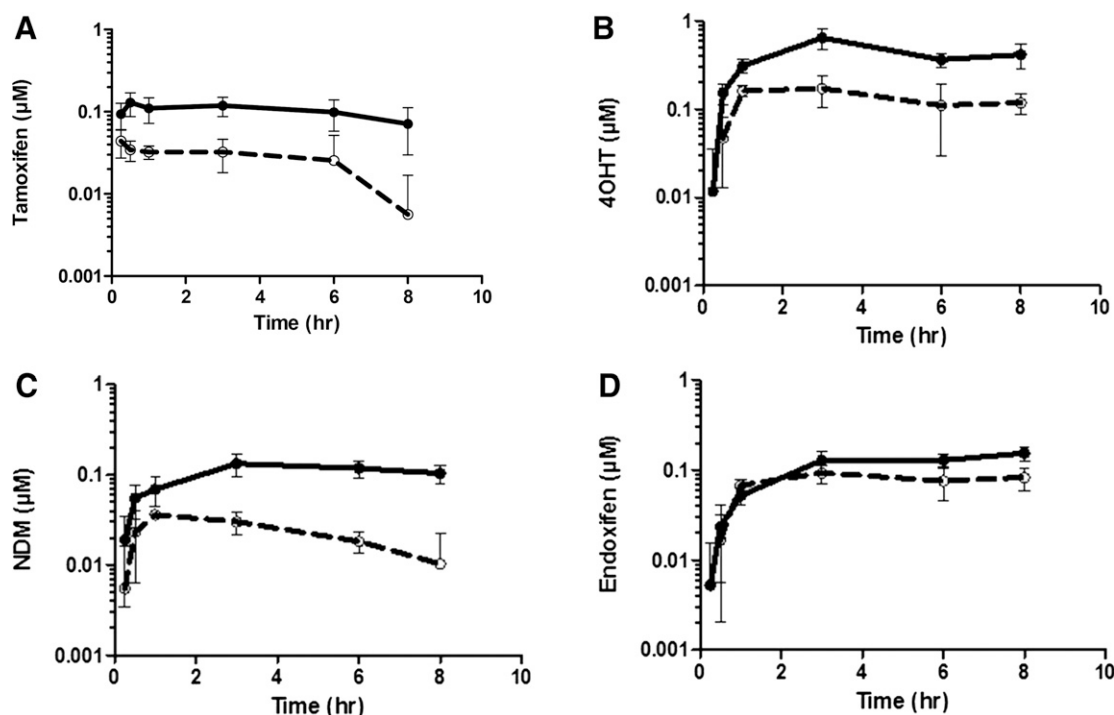 A
Tamoxifen (µM)
1
0.1
0.01
0.001
0 2 4 6 8 10
Time (hr)
B
4OHT (µM)
1
0.1
0.01
0.001
0 2 4 6 8 10
Time (hr)
C
NDM (µM)
1
0.1
0.01
0.001
0 2 4 6 8 10
Time (hr)
D
Endoxifen (µM)
1
0.1
0.01
0.001
0 2 4 6 8 10
Time (hr)